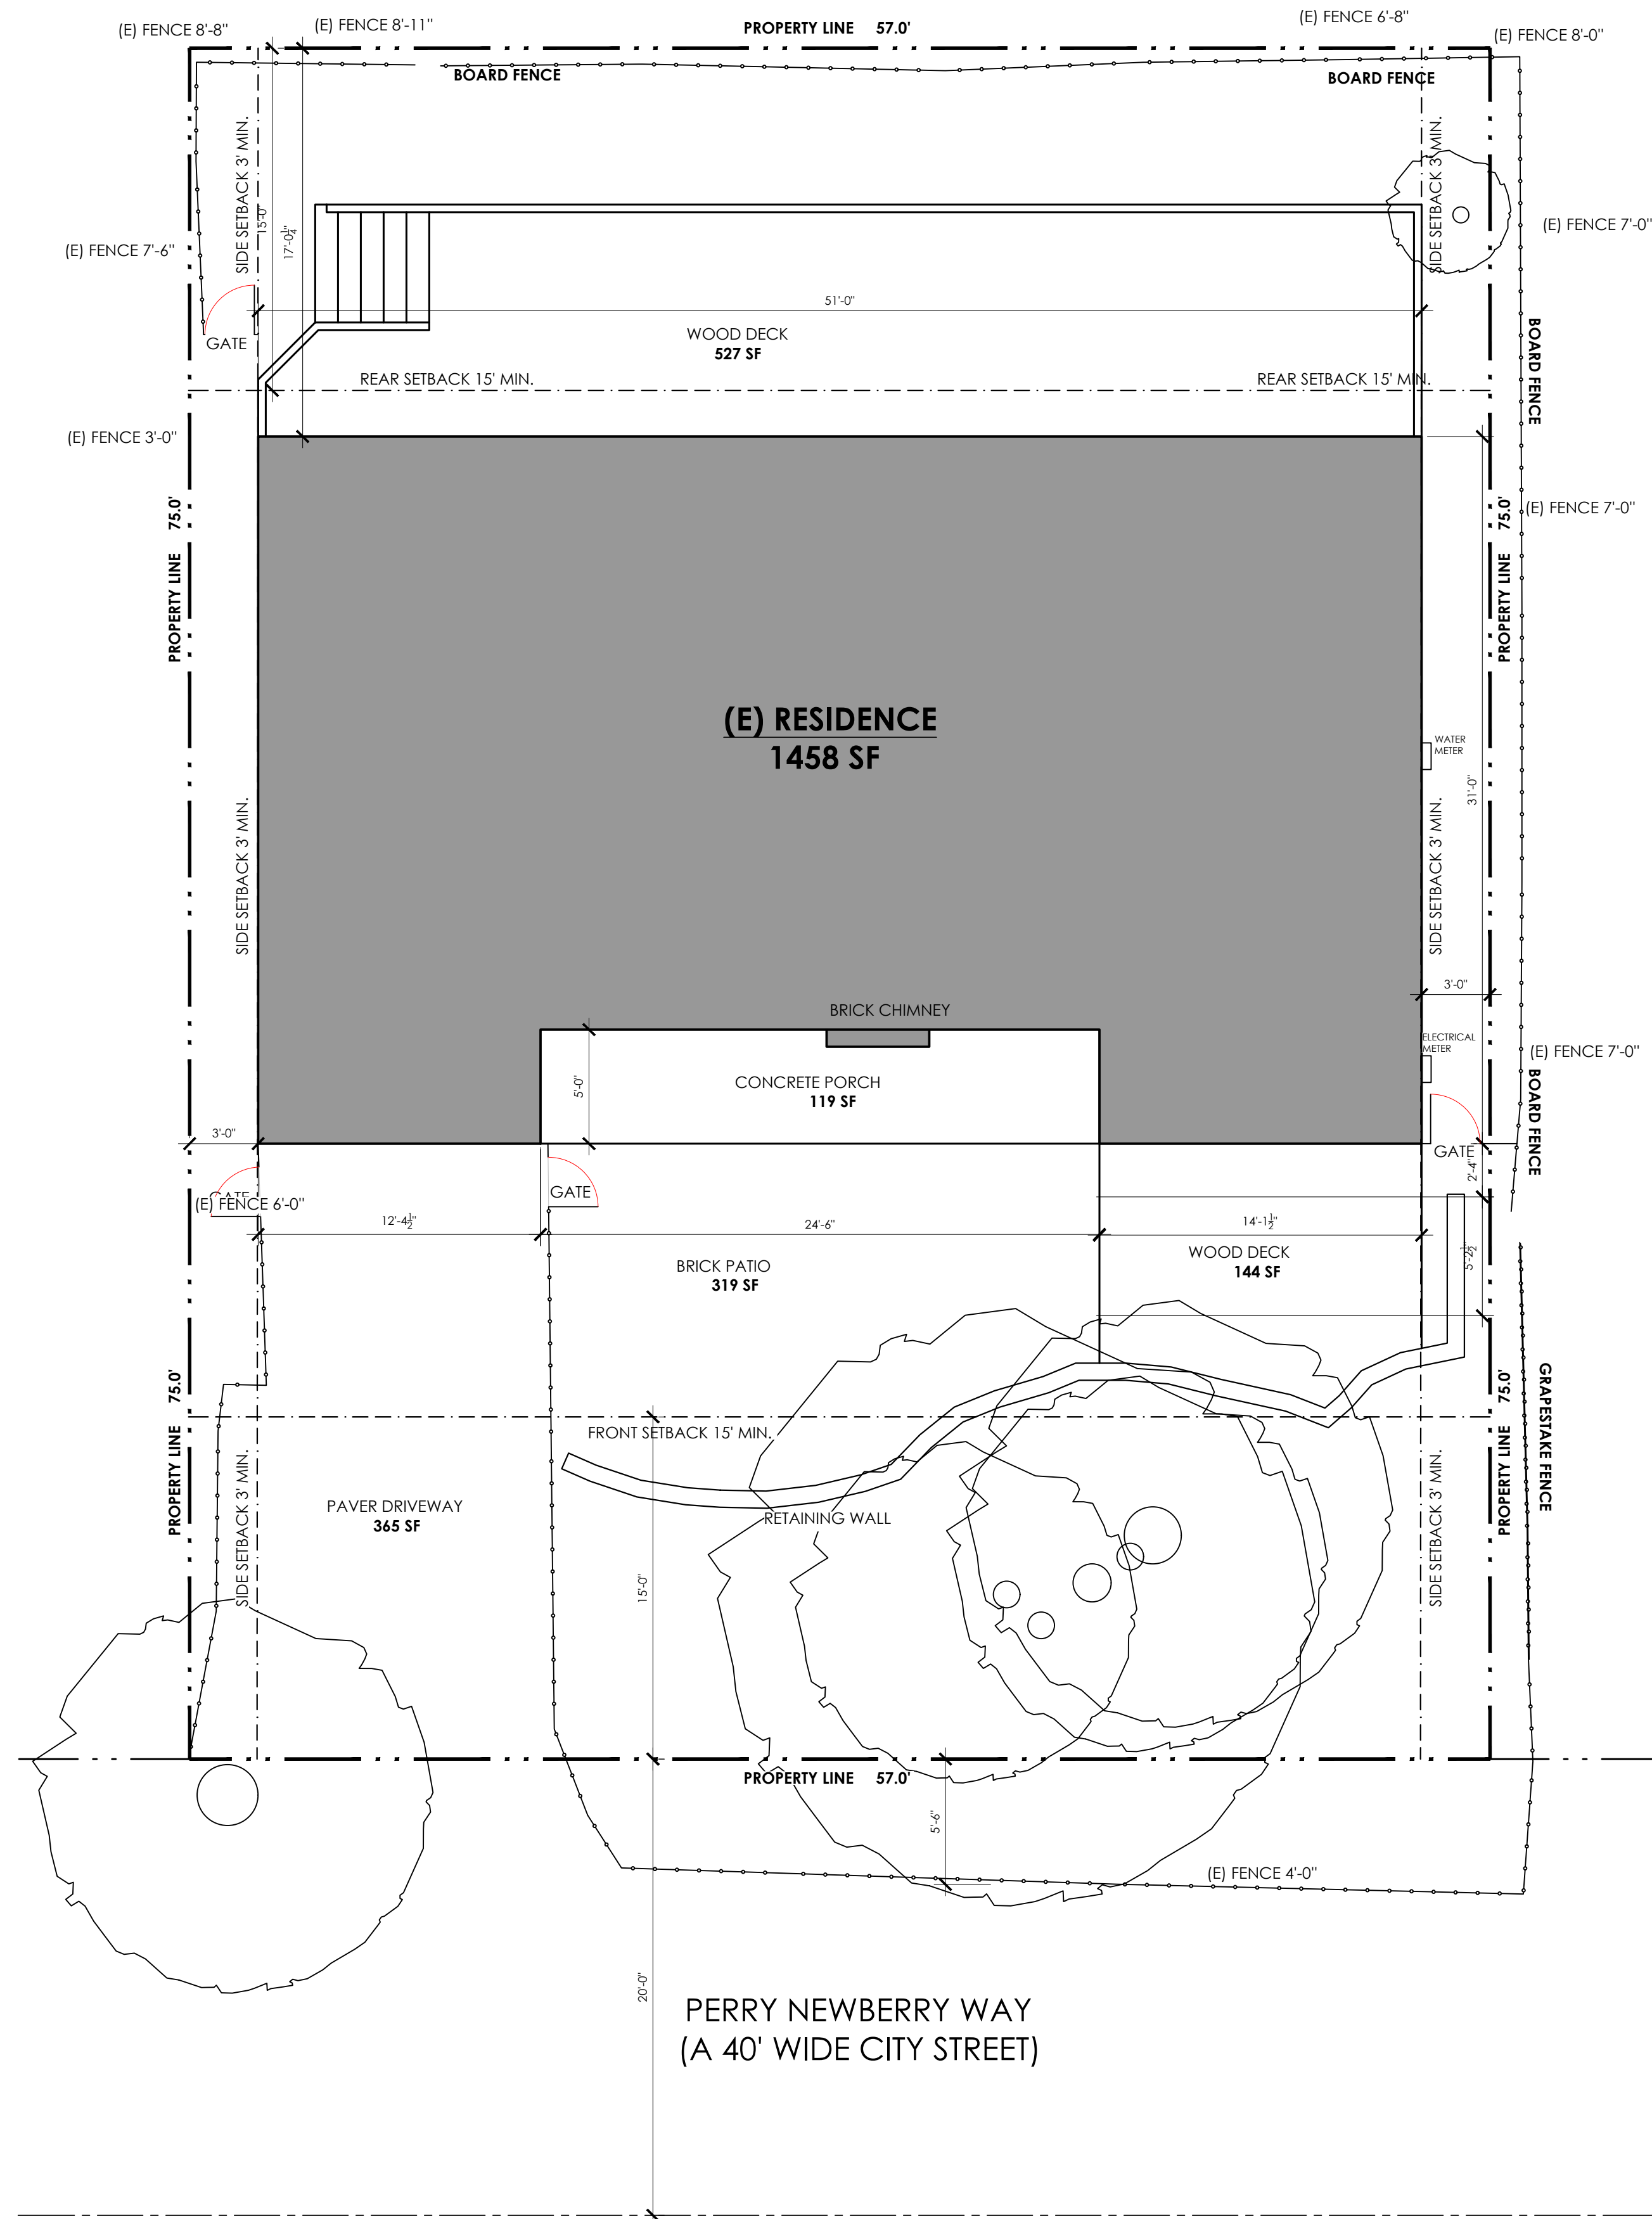 (E) FENCE 8'-8"
(E) FENCE 8'-11"
PROPERTY LINE 57.0'
(E) FENCE 6'-8"
(E) FENCE 8'-0"
BOARD FENCE
BOARD FENCE
SIDE SETBACK 3' MIN.
15'-0
17'-0¼"
SIDE SETBACK 3' MIN.
(E) FENCE 7'-6"
(E) FENCE 7'-0"
GATE
51'-0"
WOOD DECK
527 SF
BOARD FENCE
REAR SETBACK 15' MIN.
REAR SETBACK 15' MIN.
(E) FENCE 3'-0"
PROPERTY LINE 75.0'
PROPERTY LINE 75.0'
(E) FENCE 7'-0"
(E) RESIDENCE
1458 SF
WATER
METER
31'-0"
SIDE SETBACK 3' MIN.
SIDE SETBACK 3' MIN.
3'-0"
BRICK CHIMNEY
ELECTRICAL
METER
(E) FENCE 7'-0"
BOARD FENCE
5'-0"
CONCRETE PORCH
119 SF
3'-0"
GATE
2'-4"
GATE
(E) FENCE 6'-0"
GATE
12'-4½"
24'-6"
14'-1½"
BRICK PATIO
319 SF
WOOD DECK
144 SF
5'-2½"
PROPERTY LINE 75.0'
PROPERTY LINE 75.0'
GRAPESTAKE FENCE
FRONT SETBACK 15' MIN.
SIDE SETBACK 3' MIN.
SIDE SETBACK 3' MIN.
PAVER DRIVEWAY
365 SF
RETAINING WALL
15'-0"
PROPERTY LINE 57.0'
5'-6"
(E) FENCE 4'-0"
20'-0"
PERRY NEWBERRY WAY
(A 40' WIDE CITY STREET)